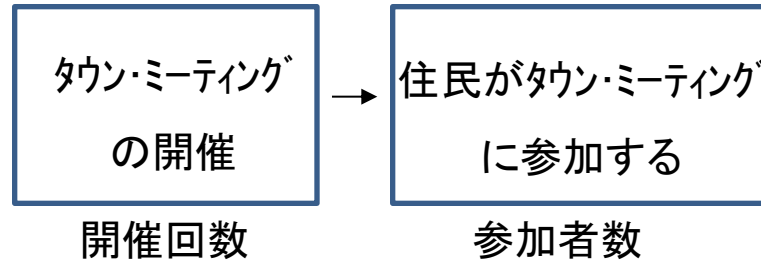 ﾀｳﾝ･ﾐｰﾃｨﾝｸﾞ
の開催
開催回数
住民がﾀｳﾝ･ﾐｰﾃｨﾝｸﾞ
に参加する
参加者数